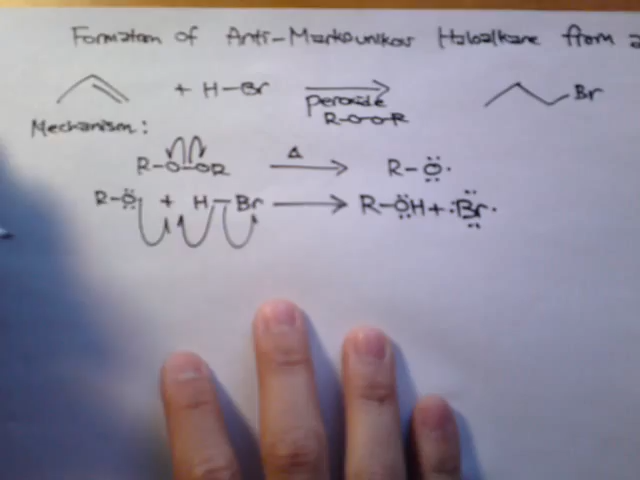 Formation of Anti-Markovnikov Haloalkane from a
+ H-Br peroxide R-O-O-R Br
Mechanism:
R-O-OR Δ R-O·
R-O + H-Br R-OH + :Br·